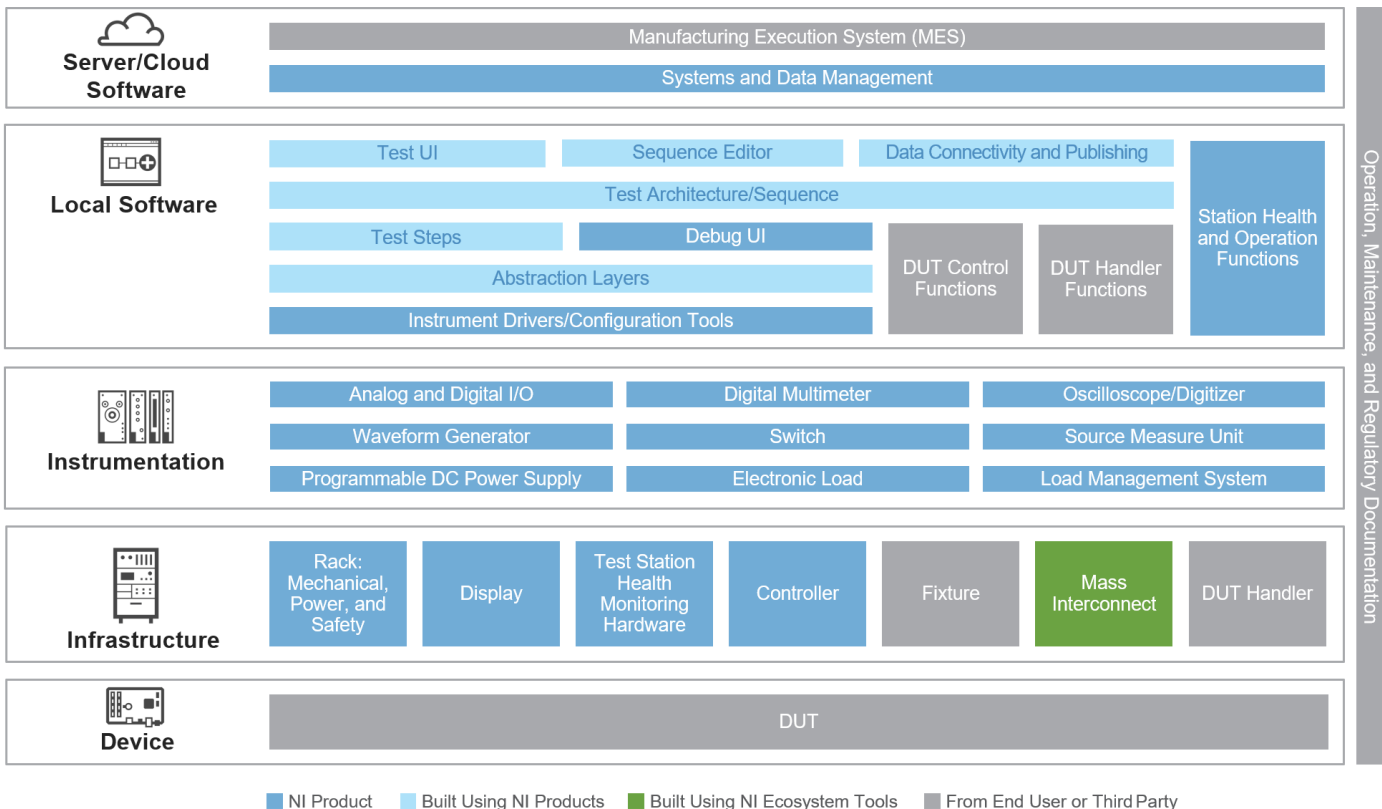 Server/Cloud
Software
Manufacturing Execution System (MES)
Systems and Data Management
Local Software
Test UI
Sequence Editor
Data Connectivity and Publishing
Test Architecture/Sequence
Test Steps
Debug UI
Abstraction Layers
Instrument Drivers/Configuration Tools
DUT Control
Functions
DUT Handler
Functions
Station Health
and Operation
Functions
Instrumentation
Analog and Digital I/O
Digital Multimeter
Oscilloscope/Digitizer
Waveform Generator
Switch
Source Measure Unit
Programmable DC Power Supply
Electronic Load
Load Management System
Infrastructure
Rack:
Mechanical,
Power, and
Safety
Display
Test Station
Health
Monitoring
Hardware
Controller
Fixture
Mass
Interconnect
DUT Handler
Device
DUT
Operation, Maintenance, and Regulatory Documentation
NI Product
Built Using NI Products
Built Using NI Ecosystem Tools
From End User or Third Party